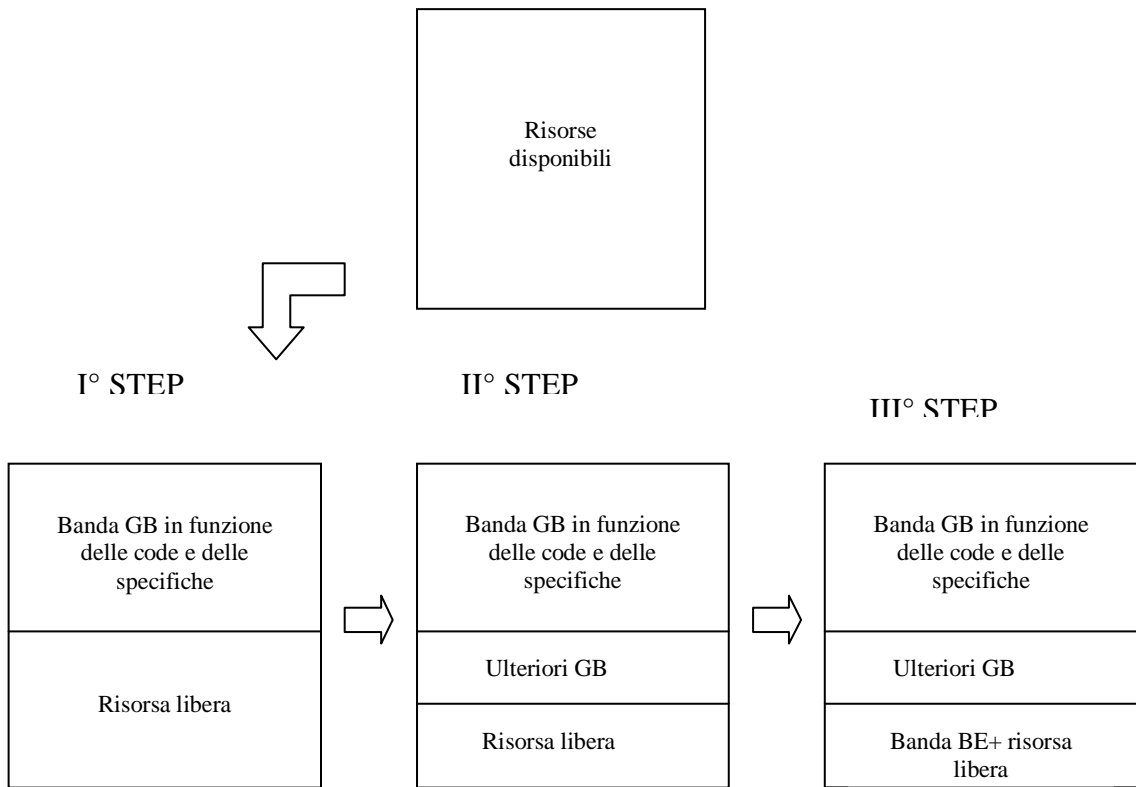 Risorse
disponibili
I° STEP
II° STEP
III° STEP
Banda GB in funzione
delle code e delle
specifiche
Risorsa libera
Banda GB in funzione
delle code e delle
specifiche
Ulteriori GB
Risorsa libera
Banda GB in funzione
delle code e delle
specifiche
Ulteriori GB
Banda BE+ risorsa
libera